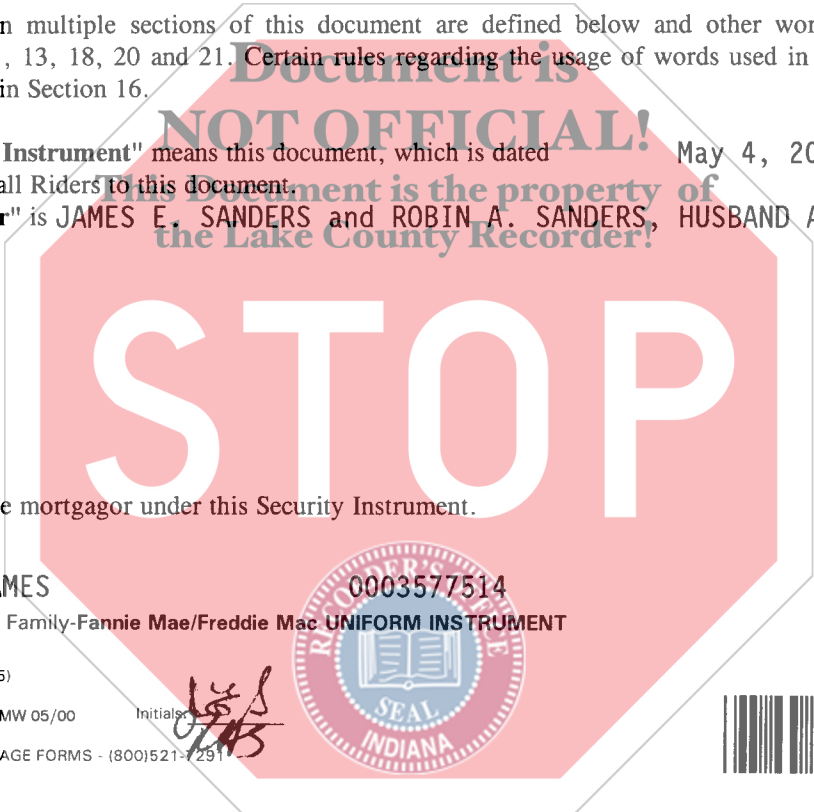 n multiple sections of this document are defined below and other wor
, 13, 18, 20 and 21. Certain rules regarding the usage of words used in
in Section 16.
Document is
NOT OFFICIAL!
This Document is the property of
the Lake County Recorder!
Instrument" means this document, which is dated May 4, 20
all Riders to this document.
r" is JAMES E. SANDERS and ROBIN A. SANDERS, HUSBAND A
STOP
e mortgagor under this Security Instrument.
MES 0003577514
Family-Fannie Mae/Freddie Mac UNIFORM INSTRUMENT
RECORDER'S OFFICE
SEAL
INDIANA
5)
MW 05/00 Initials:
AGE FORMS - (800)521-7291